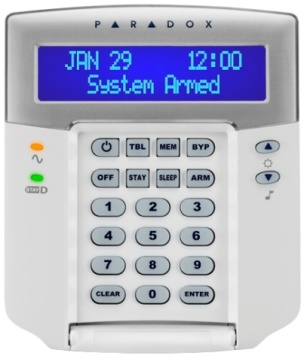 PARADOX
JAN 29 12:00
System Armed
TBL MEM BYP
OFF STAY SLEEP ARM
1 2 3
4 5 6
7 8 9
CLEAR 0 ENTER